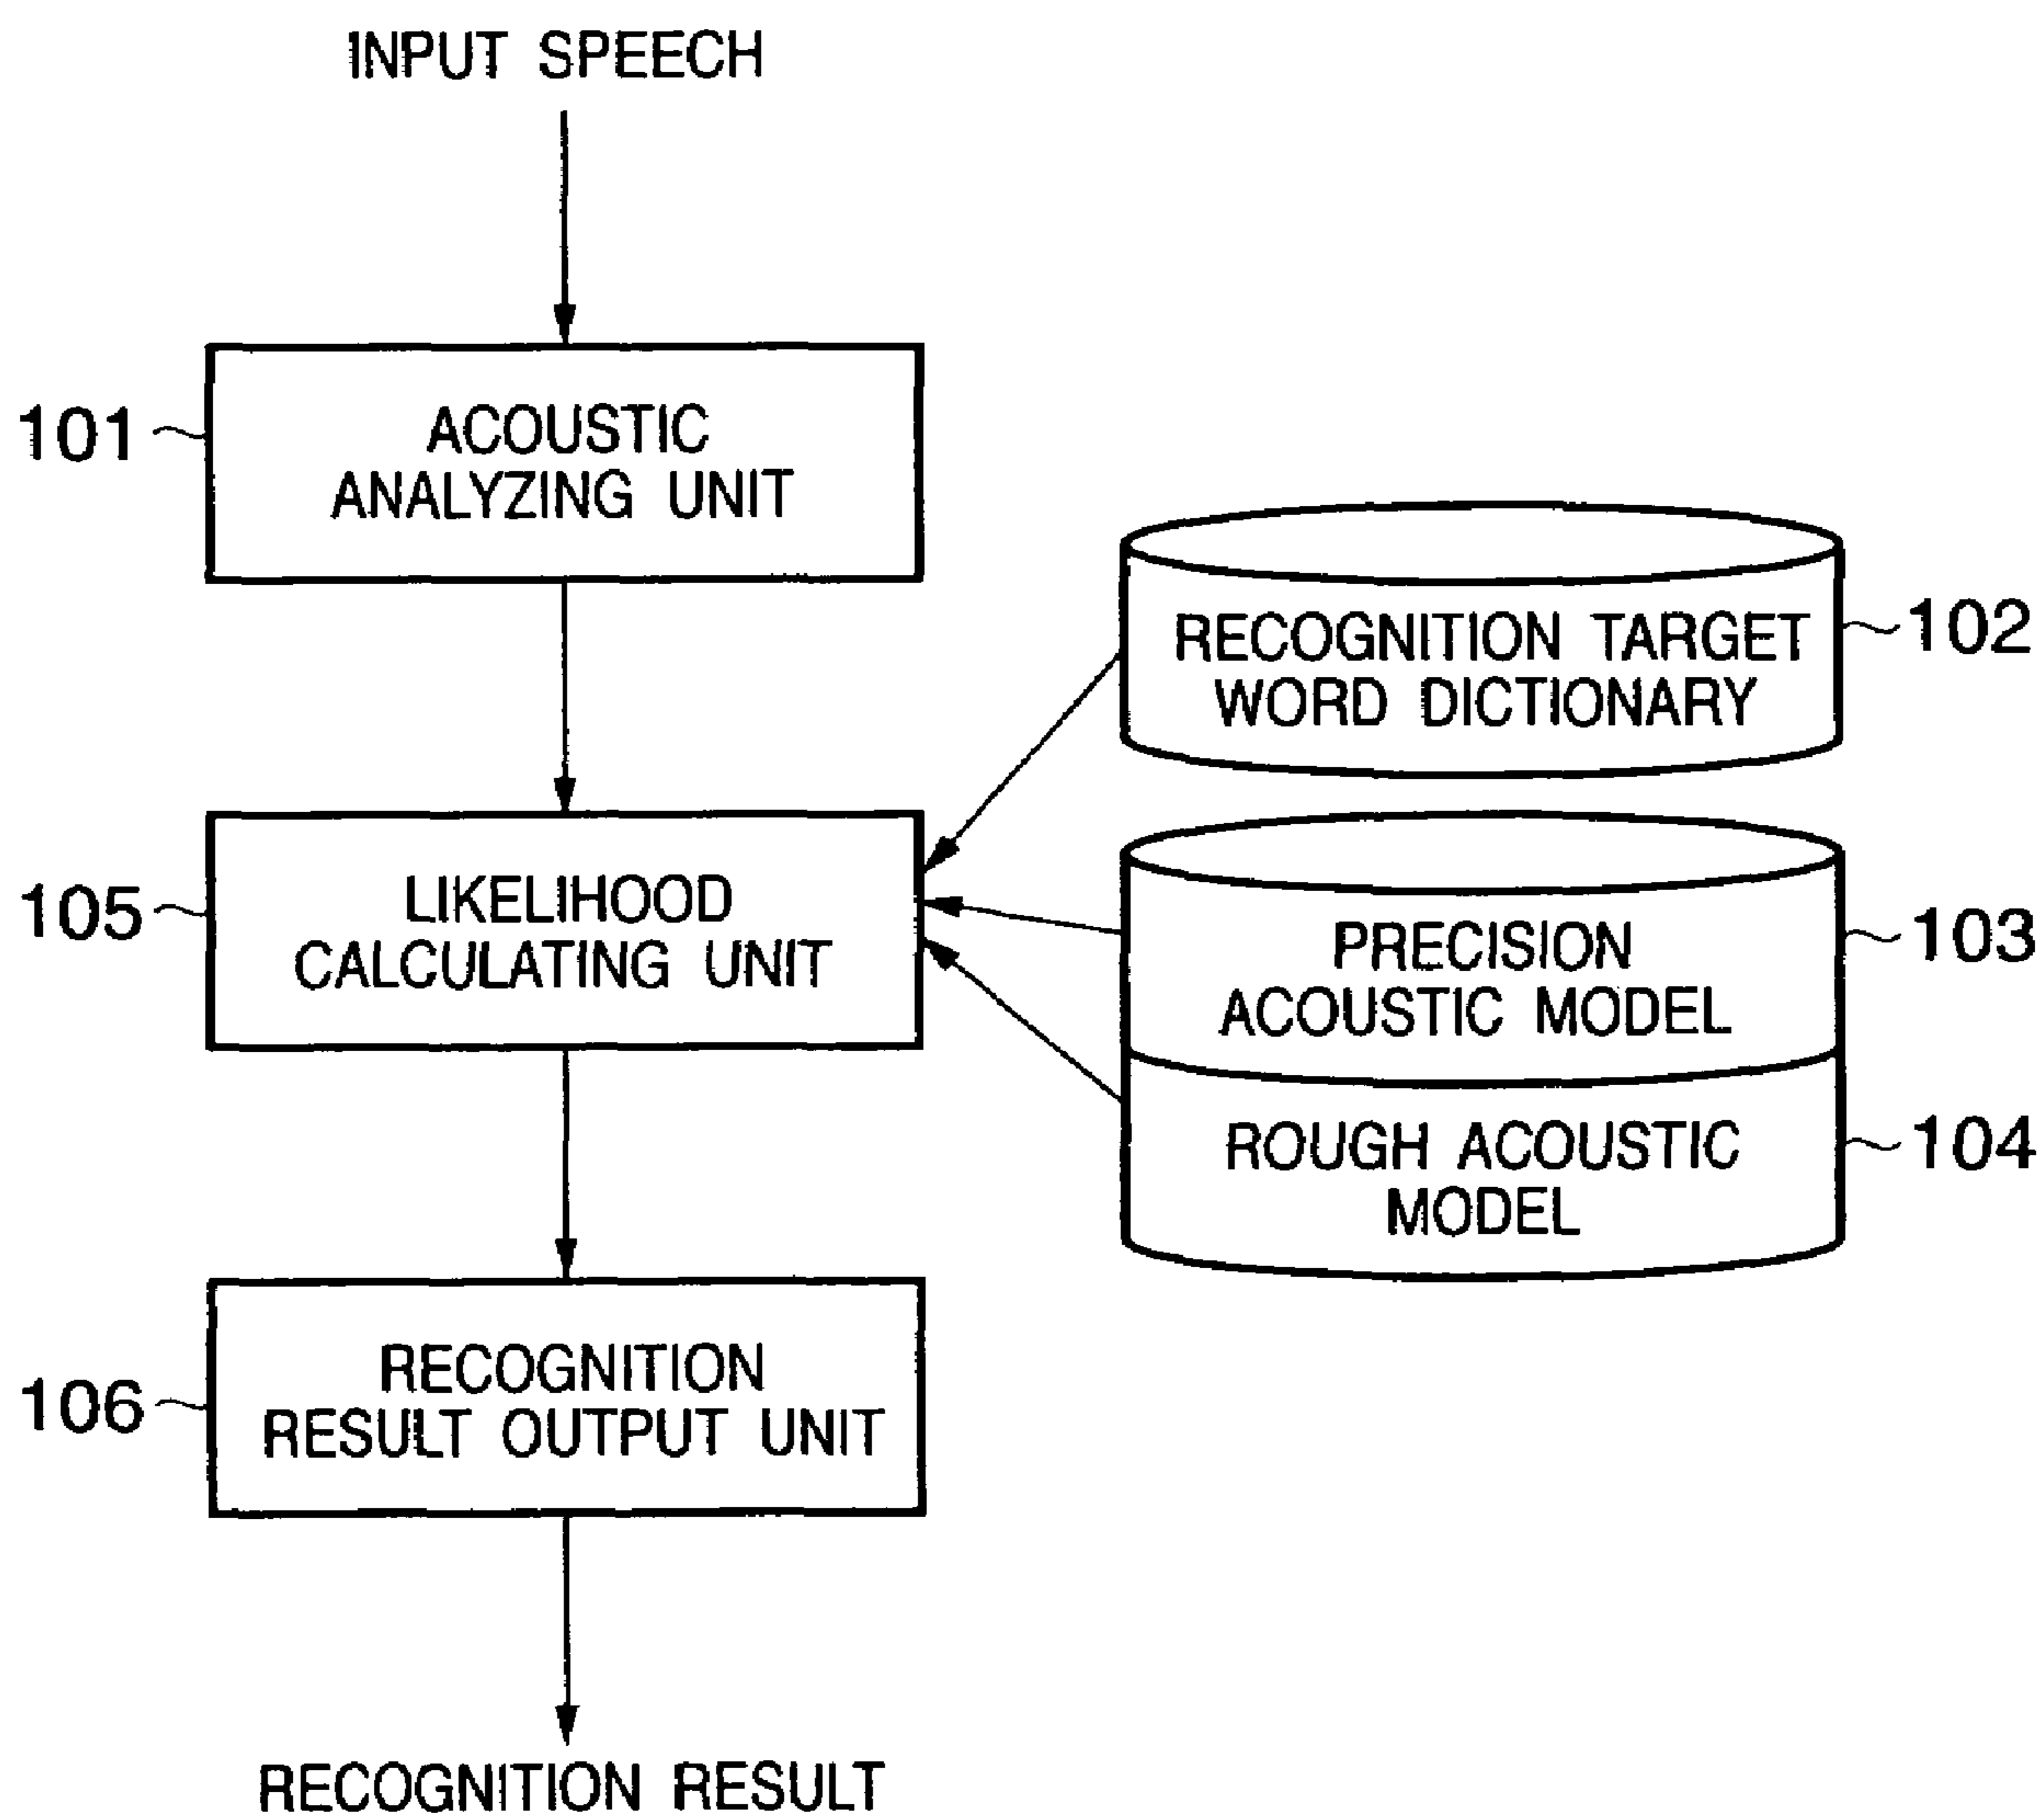 INPUT SPEECH
101
ACOUSTIC
ANALYZING UNIT
RECOGNITION TARGET
WORD DICTIONARY
102
105
LIKELIHOOD
CALCULATING UNIT
PRECISION
ACOUSTIC MODEL
103
ROUGH ACOUSTIC
MODEL
104
106
RECOGNITION
RESULT OUTPUT UNIT
RECOGNITION RESULT